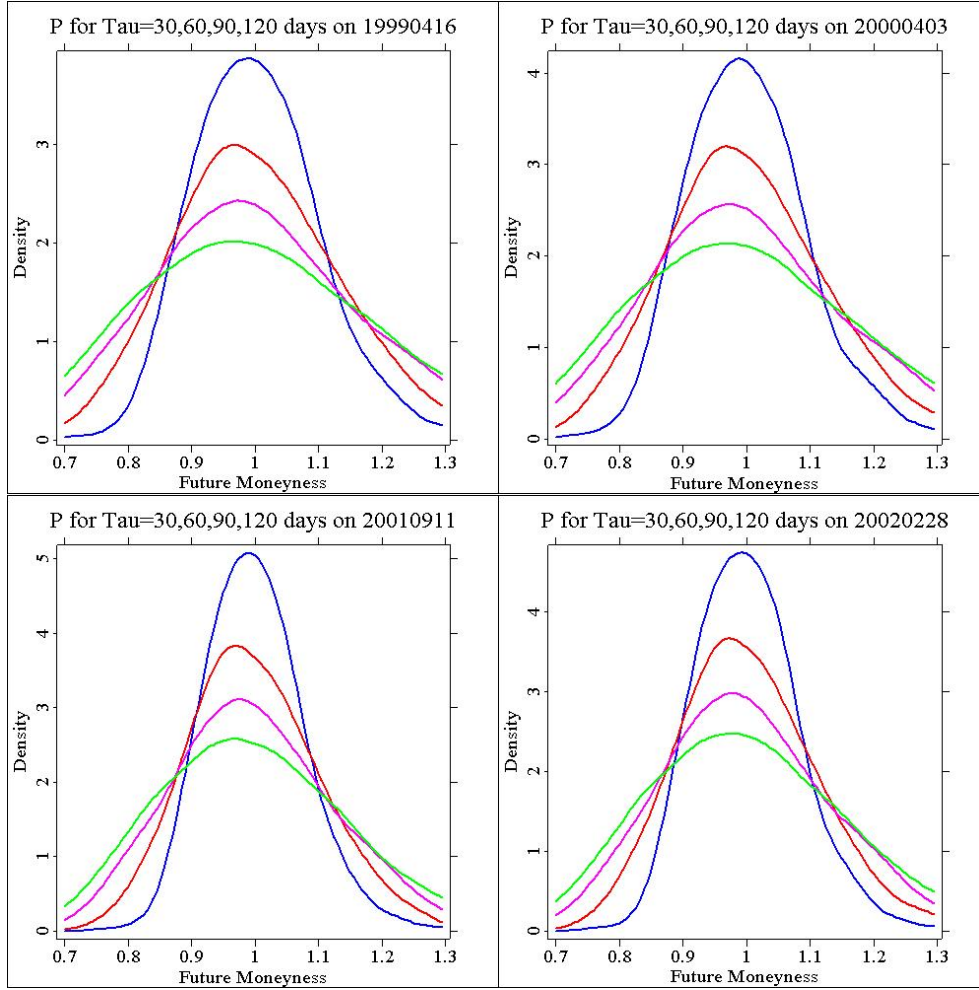 P for Tau=30,60,90,120 days on 19990416
Density
0
1
2
3
0.7 0.8 0.9 1 1.1 1.2 1.3
Future Moneyness
P for Tau=30,60,90,120 days on 20000403
Density
0
1
2
3
4
0.7 0.8 0.9 1 1.1 1.2 1.3
Future Moneyness
P for Tau=30,60,90,120 days on 20010911
Density
0
1
2
3
4
5
0.7 0.8 0.9 1 1.1 1.2 1.3
Future Moneyness
P for Tau=30,60,90,120 days on 20020228
Density
0
1
2
3
4
0.7 0.8 0.9 1 1.1 1.2 1.3
Future Moneyness